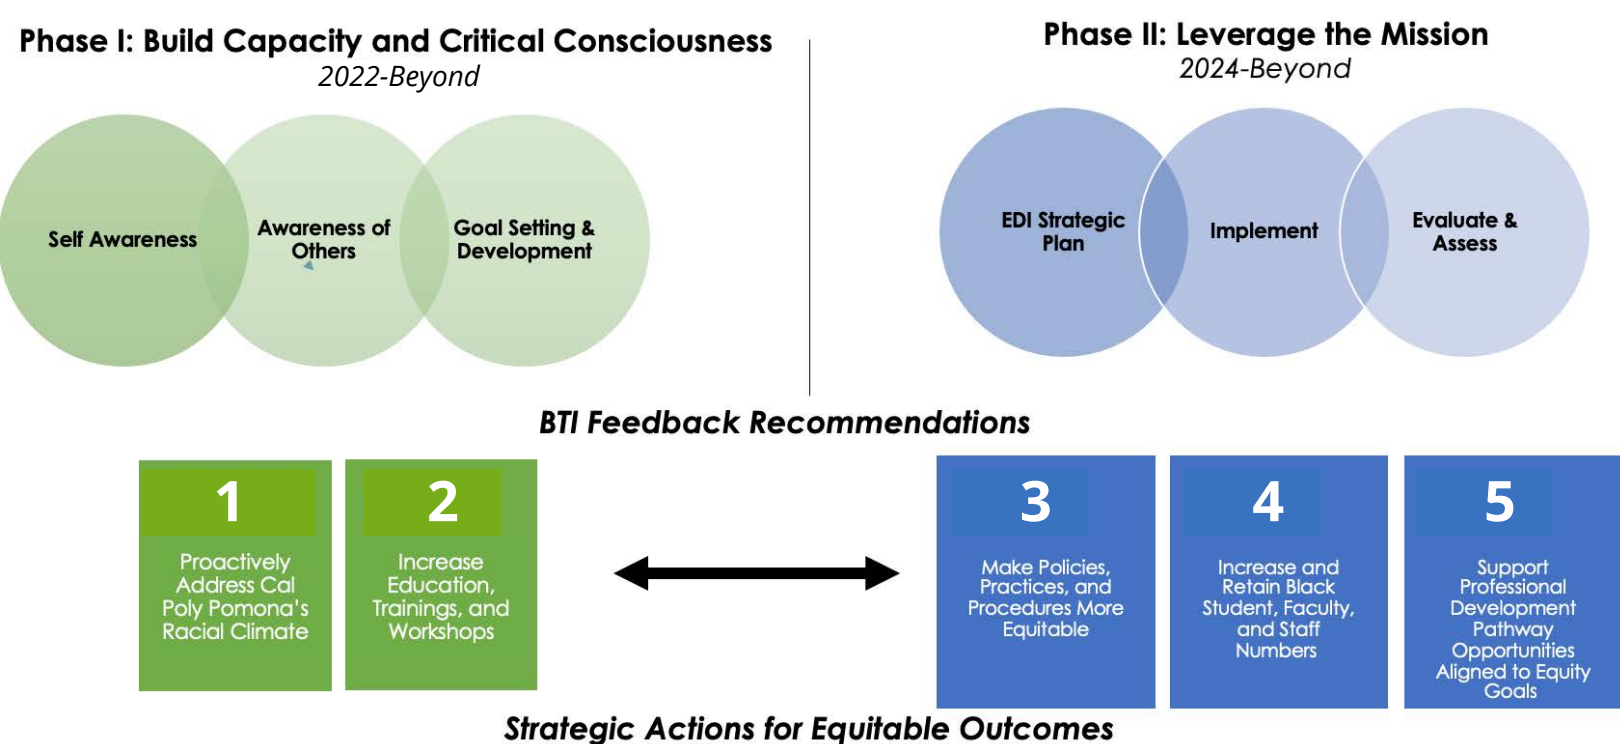 Phase I: Build Capacity and Critical Consciousness
2022-Beyond
Self Awareness
Awareness of
Others
Goal Setting &
Development
Phase II: Leverage the Mission
2024-Beyond
EDI Strategic
Plan
Implement
Evaluate &
Assess
BTI Feedback Recommendations
1
Proactively
Address Cal
Poly Pomona's
Racial Climate
2
Increase
Education,
Trainings, and
Workshops
3
Make Policies,
Practices, and
Procedures More
Equitable
4
Increase and
Retain Black
Student, Faculty,
and Staff
Numbers
5
Support
Professional
Development
Pathway
Opportunities
Aligned to Equity
Goals
Strategic Actions for Equitable Outcomes